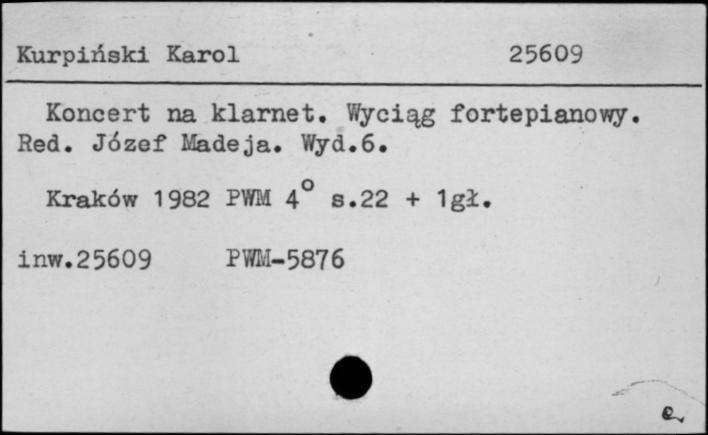 Kurpiński Karol 25609
Koncert na klarnet. Wyciąg fortepianowy.
Red. Józef Madeja. Wyd.6.
Kraków 1982 PWM 4° s.22 + 1gł.
inw.25609 PWM-5876